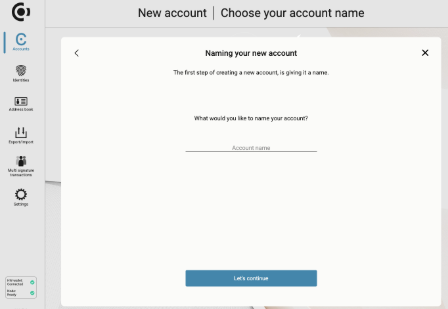 New account | Choose your account name
Accounts
Naming your new account
The first step of creating a new account, is giving it a name.
Identities
Address book
What would you like to name your account?
Export/Import
Account name
Multi signature
transactions
Settings
Let's continue
Connected
Ready